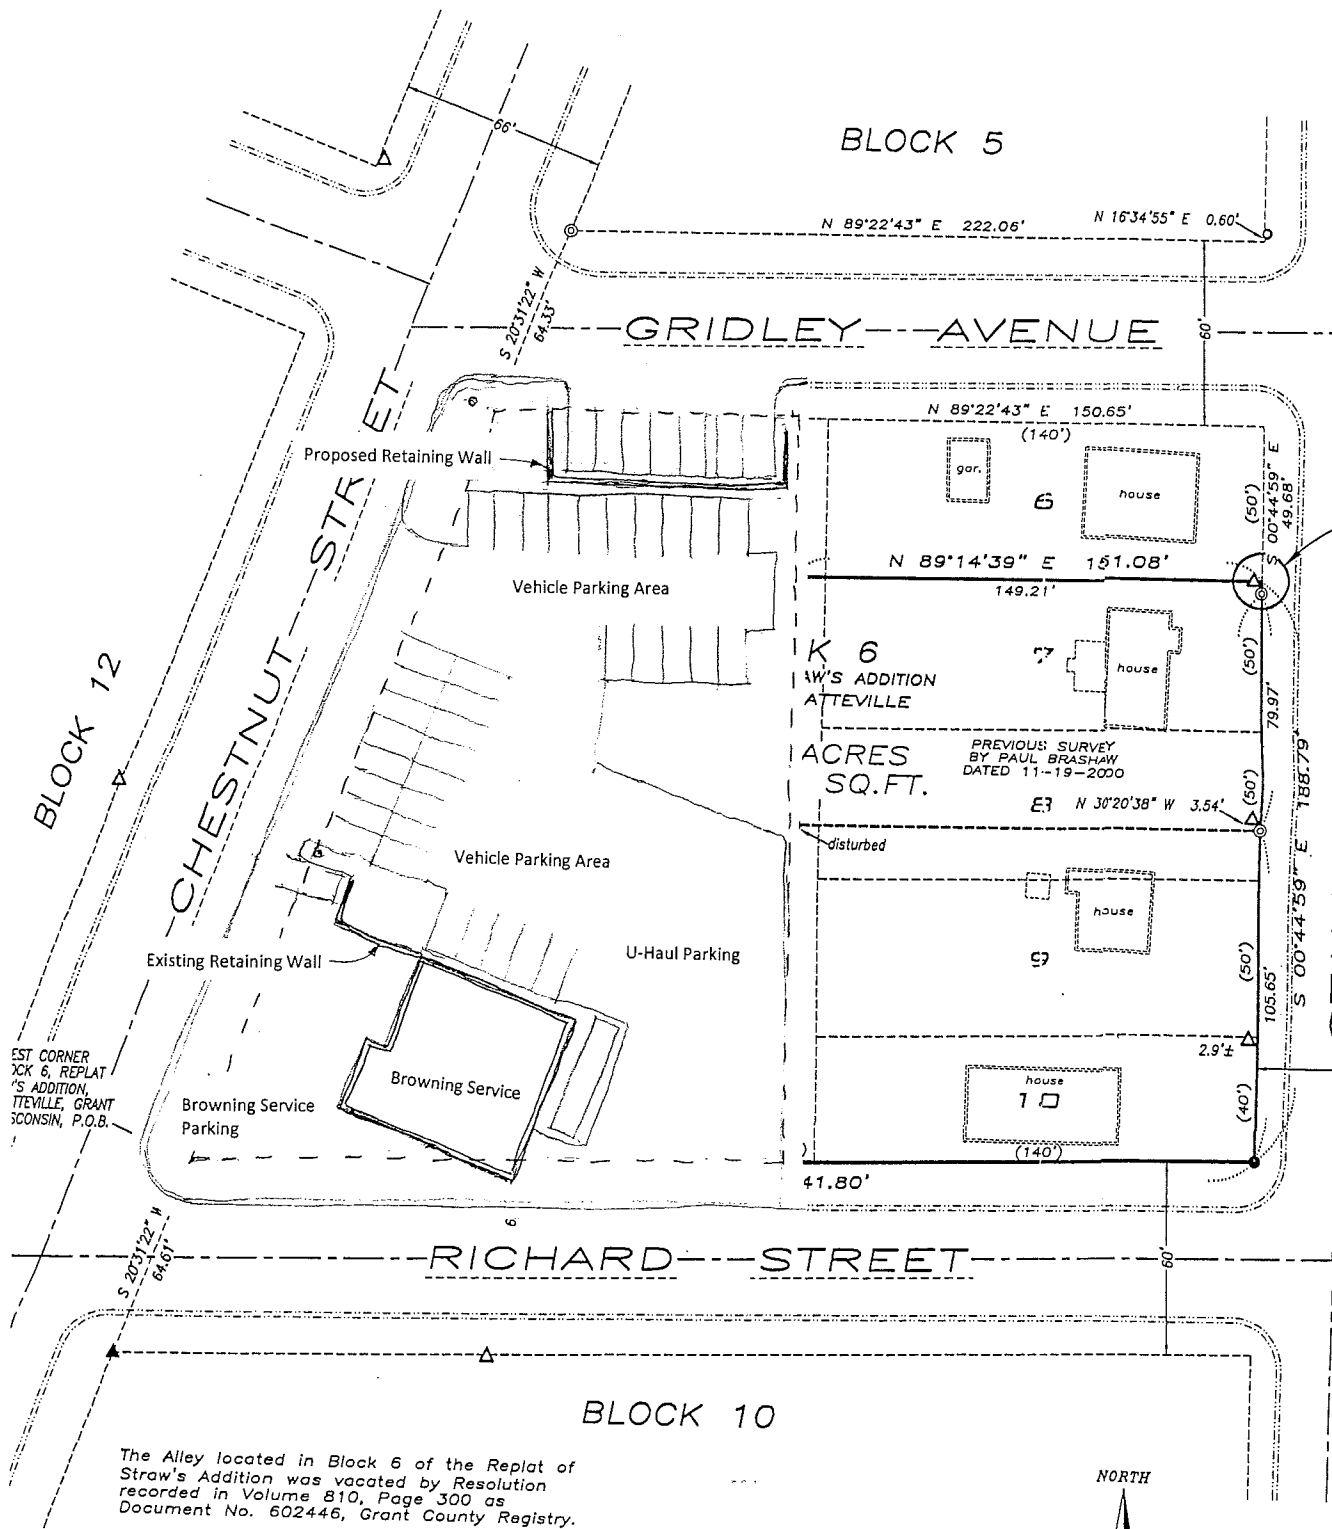 BLOCK 5
66'
N 89°22'43" E 222.06'
N 16°34'55" E 0.60'
S 20°31'22" W
64.33'
GRIDLEY AVENUE
60'
N 89°22'43" E 150.65'
(140')
Proposed Retaining Wall
gar.
6
house
(50')
S 00°44'59" E
49.68'
CHESTNUT STREET
N 89°14'39" E 151.08'
149.21'
Vehicle Parking Area
K 6
AW'S ADDITION
ATTEVILLE
7
house
(50')
79.97'
BLOCK 12
ACRES
SQ.FT.
PREVIOUS SURVEY
BY PAUL BRASHAW
DATED 11-19-2000
8
N 30°20'38" W 3.54'
(50')
S 00°44'59" E 188.79'
disturbed
Vehicle Parking Area
house
U-Haul Parking
Existing Retaining Wall
9
(50')
105.65'
2.9'±
EST CORNER
OCK 6, REPLAT
'S ADDITION,
TTEVILLE, GRANT
SCONSIN, P.O.B.
Browning Service
Browning Service
Parking
house
10
(40')
(140')
41.80'
S 20°31'22" W
64.61'
RICHARD STREET
60'
BLOCK 10
The Alley located in Block 6 of the Replat of
Straw's Addition was vacated by Resolution
recorded in Volume 810, Page 300 as
Document No. 602446, Grant County Registry.
NORTH